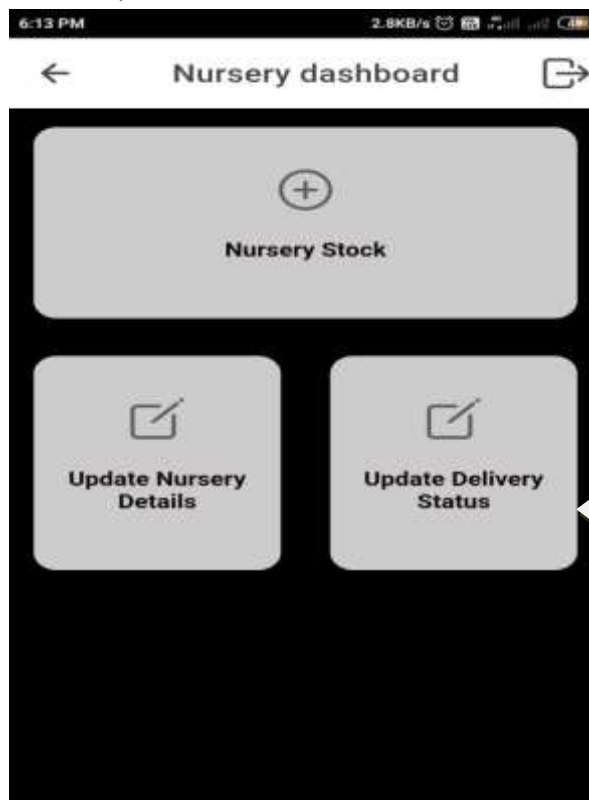 6:13 PM
2.8KB/s
Nursery dashboard
Nursery Stock
Update Nursery
Details
Update Delivery
Status